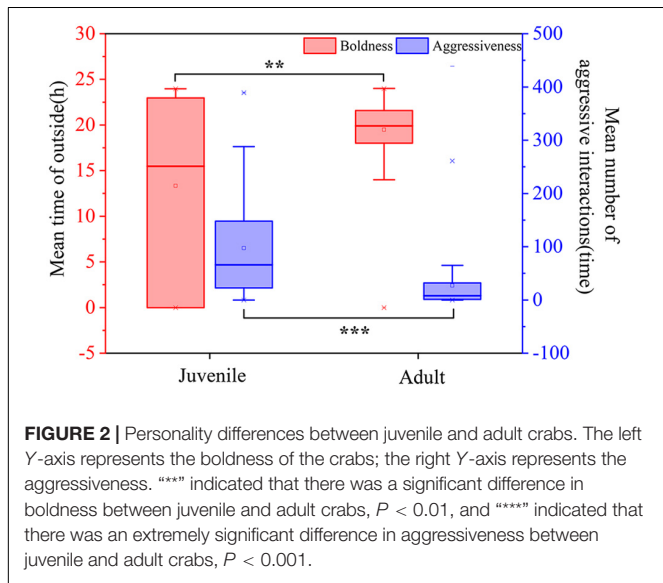 30
25
20
15
10
5
0
-5
Mean time of outside(h)
Boldness
Aggressiveness
**
***
500
400
300
200
100
0
-100
Mean number of
aggressive interactions(time)
Juvenile
Adult
FIGURE 2 | Personality differences between juvenile and adult crabs. The left
Y-axis represents the boldness of the crabs; the right Y-axis represents the
aggressiveness. “**” indicated that there was a significant difference in
boldness between juvenile and adult crabs, P < 0.01, and “***” indicated that
there was an extremely significant difference in aggressiveness between
juvenile and adult crabs, P < 0.001.